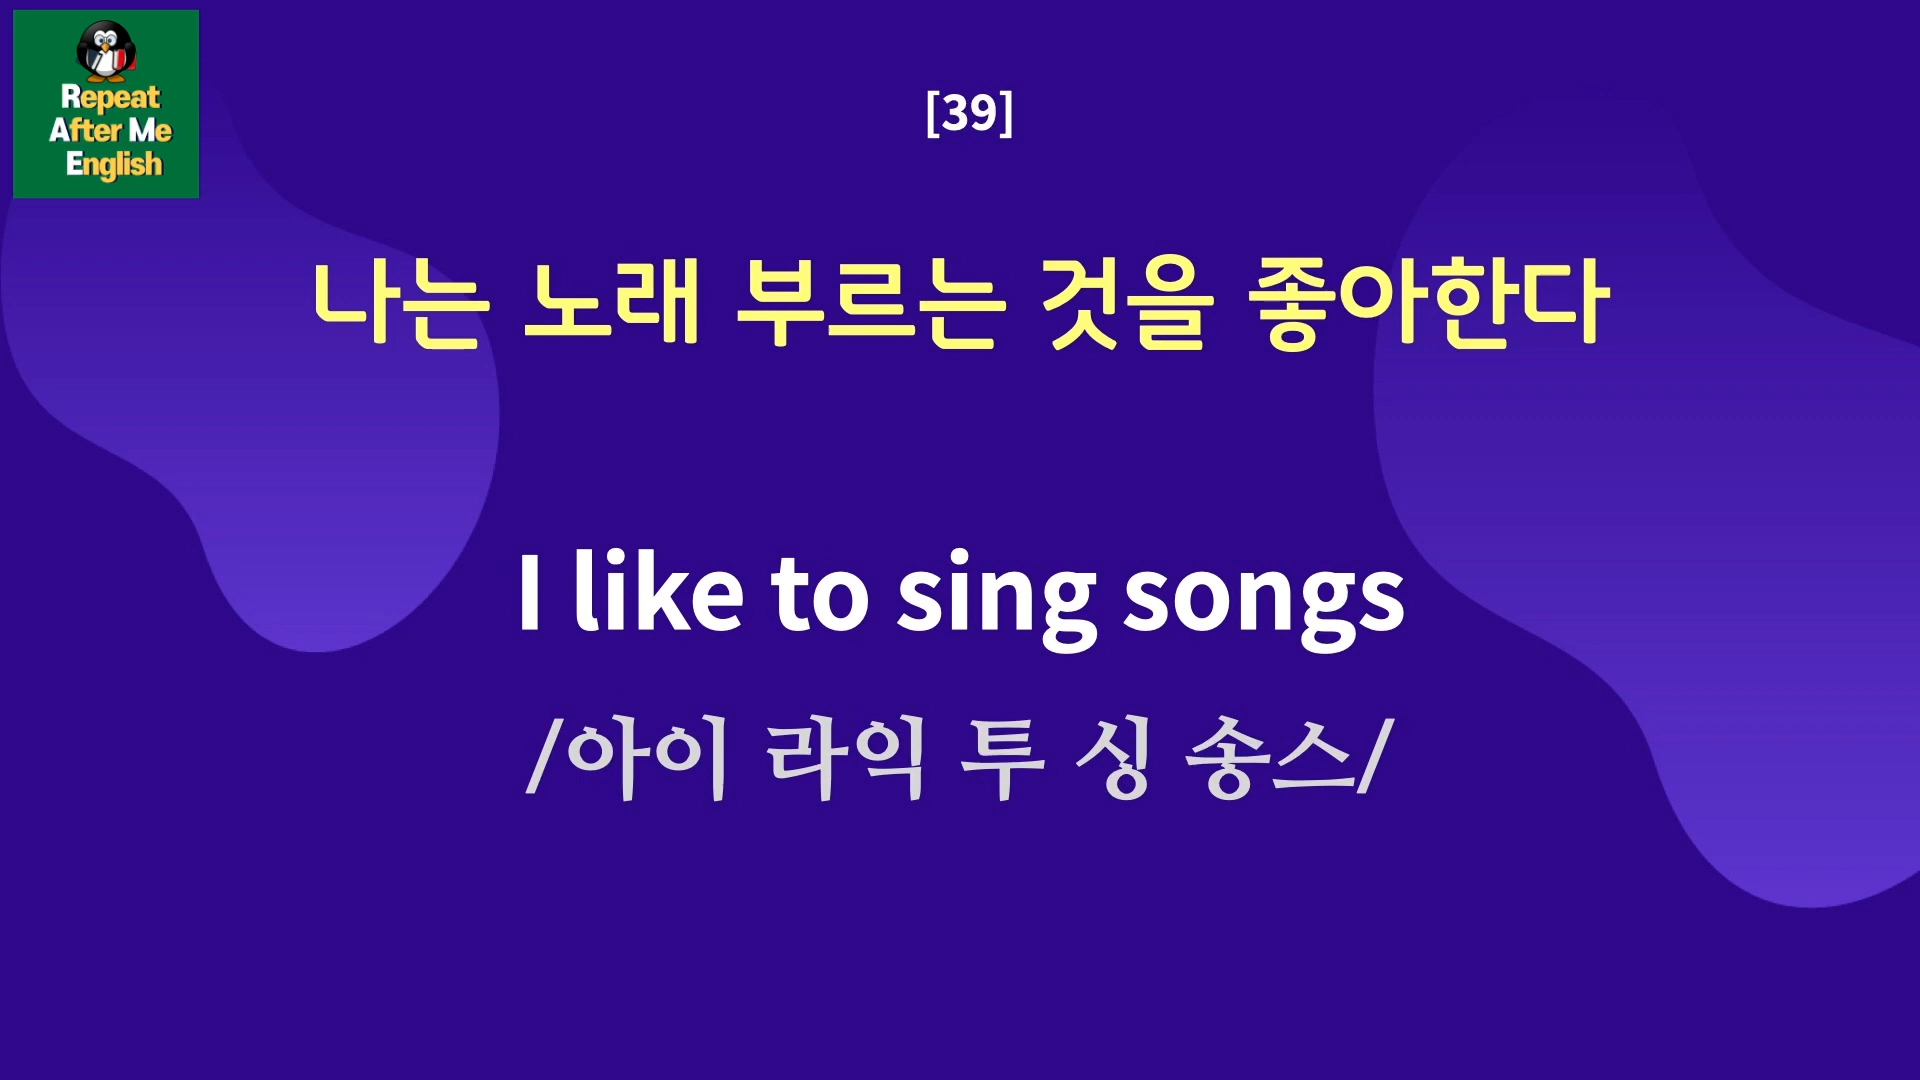 Repeat
After Me
English
[39]
나는 노래 부르는 것을 좋아한다
I like to sing songs
/아이 라익 투 싱 송스/